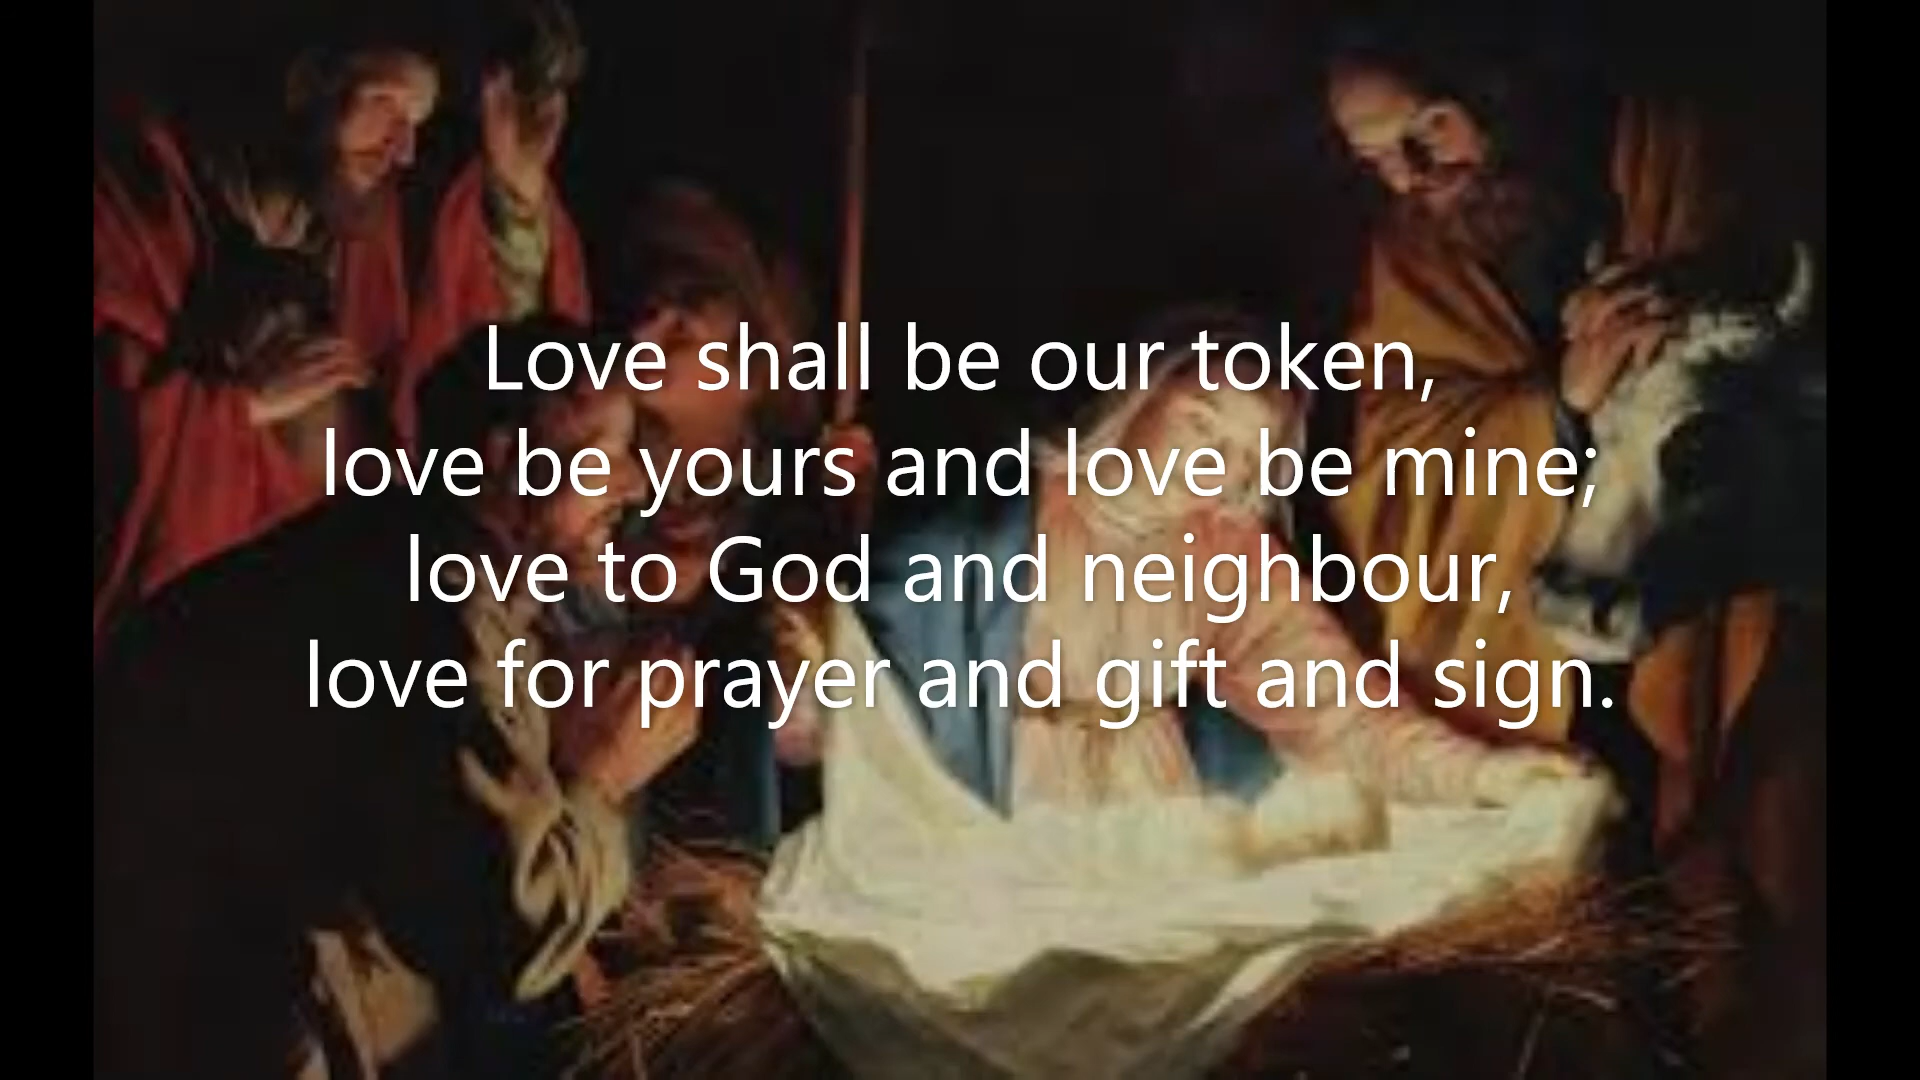 Love shall be our token,
love be yours and love be mine;
love to God and neighbour,
love for prayer and gift and sign.